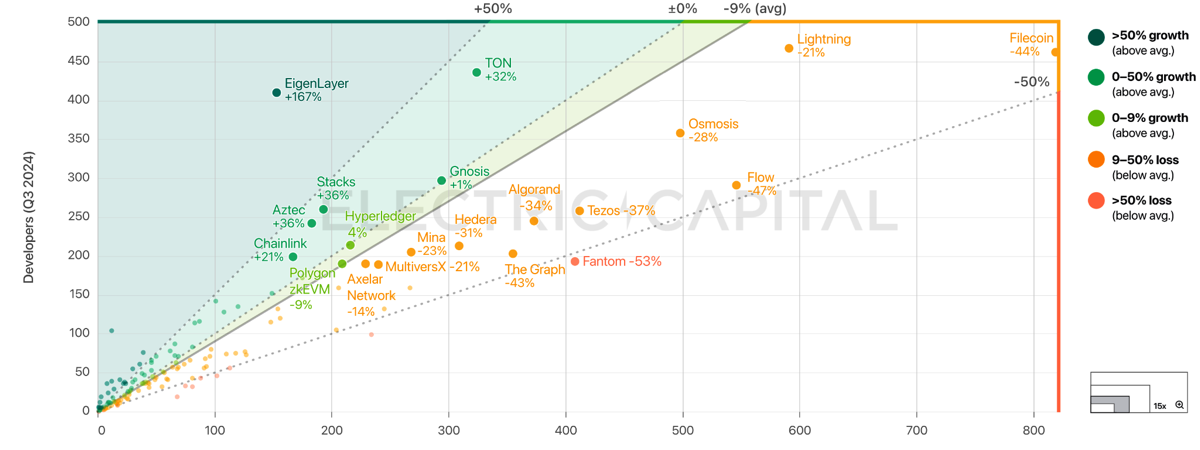 +50%
±0%
-9% (avg)
500
450
400
350
300
250
200
150
100
50
0
Developers (Q3 2024)
0
100
200
300
400
500
600
700
800
ELECTRIC CAPITAL
EigenLayer
+167%
TON
+32%
Lightning
-21%
Filecoin
-44%
-50%
Osmosis
-28%
Gnosis
+1%
Flow
-47%
Stacks
+36%
Algorand
-34%
Aztec
+36%
Hyperledger
4%
Tezos -37%
Hedera
-31%
Mina
-23%
Chainlink
+21%
Polygon
zkEVM
-9%
Axelar
Network
-14%
MultiversX -21%
The Graph
-43%
Fantom -53%
>50% growth
(above avg.)
0–50% growth
(above avg.)
0–9% growth
(above avg.)
9–50% loss
(below avg.)
>50% loss
(below avg.)
15x